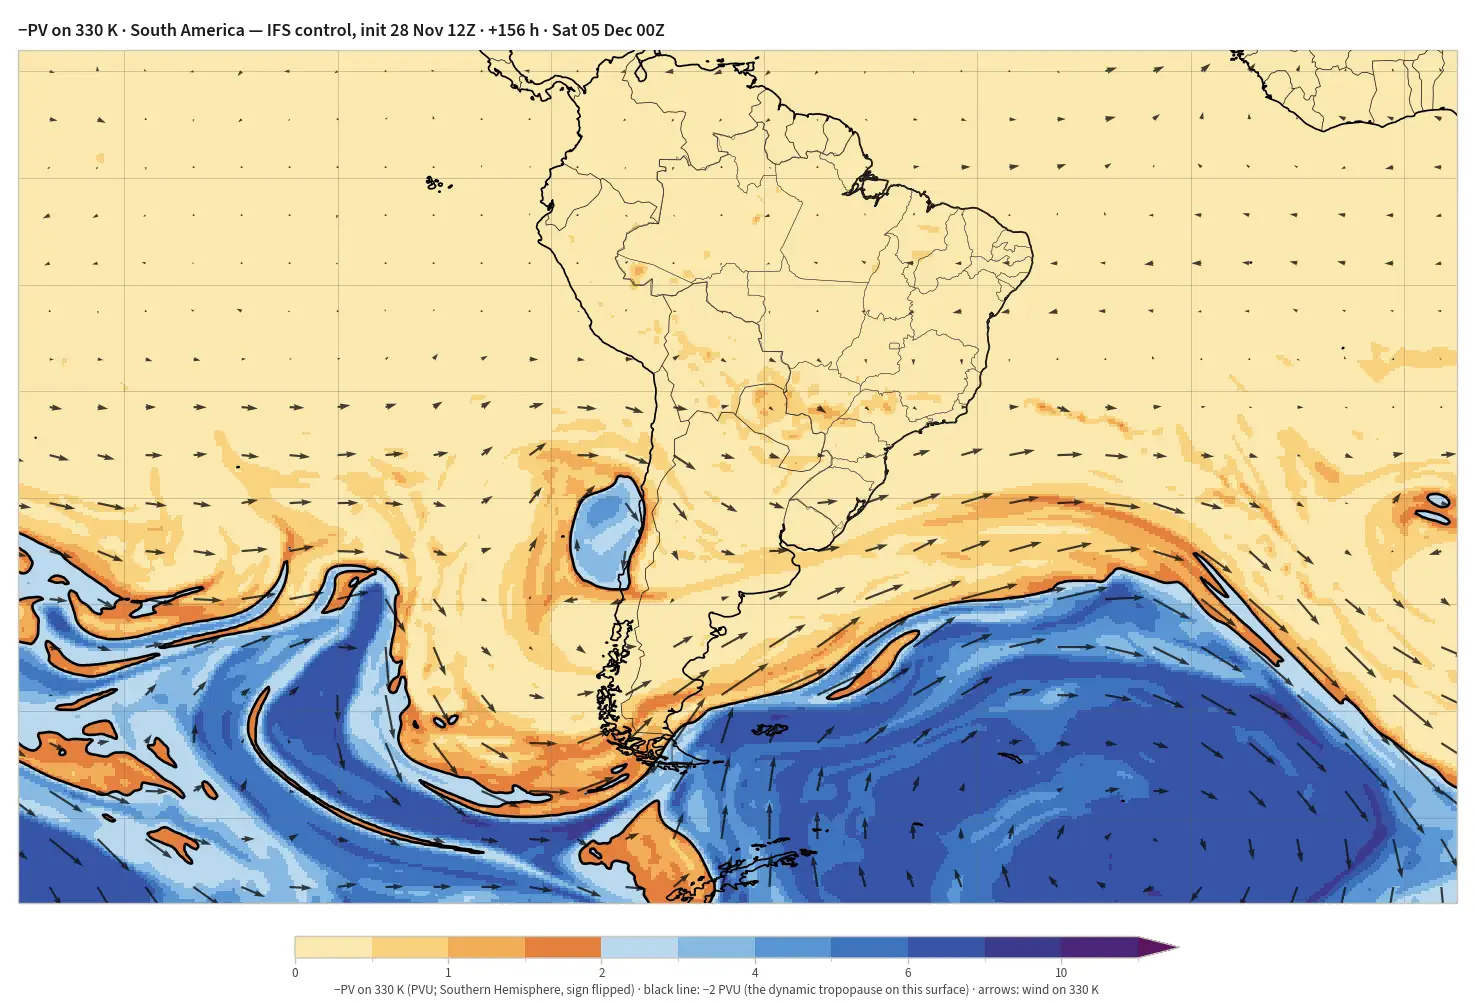 −PV on 330 K · South America — IFS control, init 28 Nov 12Z · +156 h · Sat 05 Dec 00Z
0 1 2 4 6 10
−PV on 330 K (PVU; Southern Hemisphere, sign flipped) · black line: −2 PVU (the dynamic tropopause on this surface) · arrows: wind on 330 K